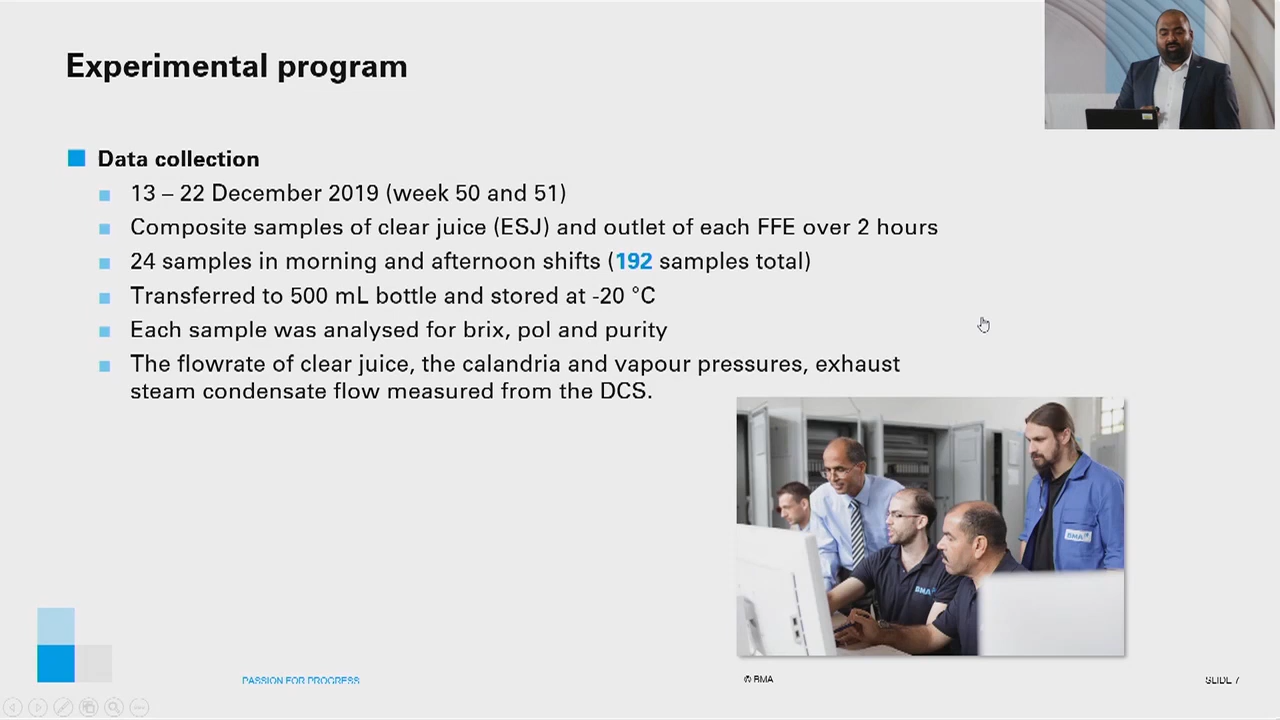 Experimental program
Data collection
13 – 22 December 2019 (week 50 and 51)
Composite samples of clear juice (ESJ) and outlet of each FFE over 2 hours
24 samples in morning and afternoon shifts (192 samples total)
Transferred to 500 mL bottle and stored at -20 °C
Each sample was analysed for brix, pol and purity
The flowrate of clear juice, the calandria and vapour pressures, exhaust
steam condensate flow measured from the DCS.
BMA
BMA
PASSION FOR PROGRESS
© BMA
SLIDE 7